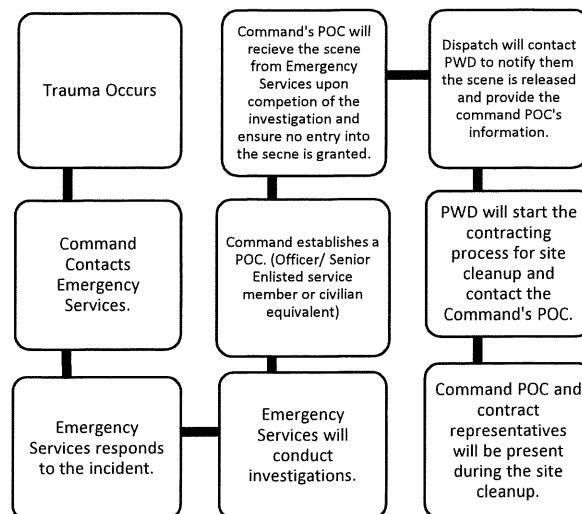 Trauma Occurs
Command
Contacts
Emergency
Services.
Emergency
Services responds
to the incident.
Emergency
Services will
conduct
investigations.
Command establishes a
POC. (Officer/ Senior
Enlisted service
member or civilian
equivalent)
Command's POC will
recieve the scene
from Emergency
Services upon
competion of the
investigation and
ensure no entry into
the secne is granted.
Dispatch will contact
PWD to notify them
the scene is released
and provide the
command POC's
information.
PWD will start the
contracting
process for site
cleanup and
contact the
Command's POC.
Command POC and
contract
representatives
will be present
during the site
cleanup.